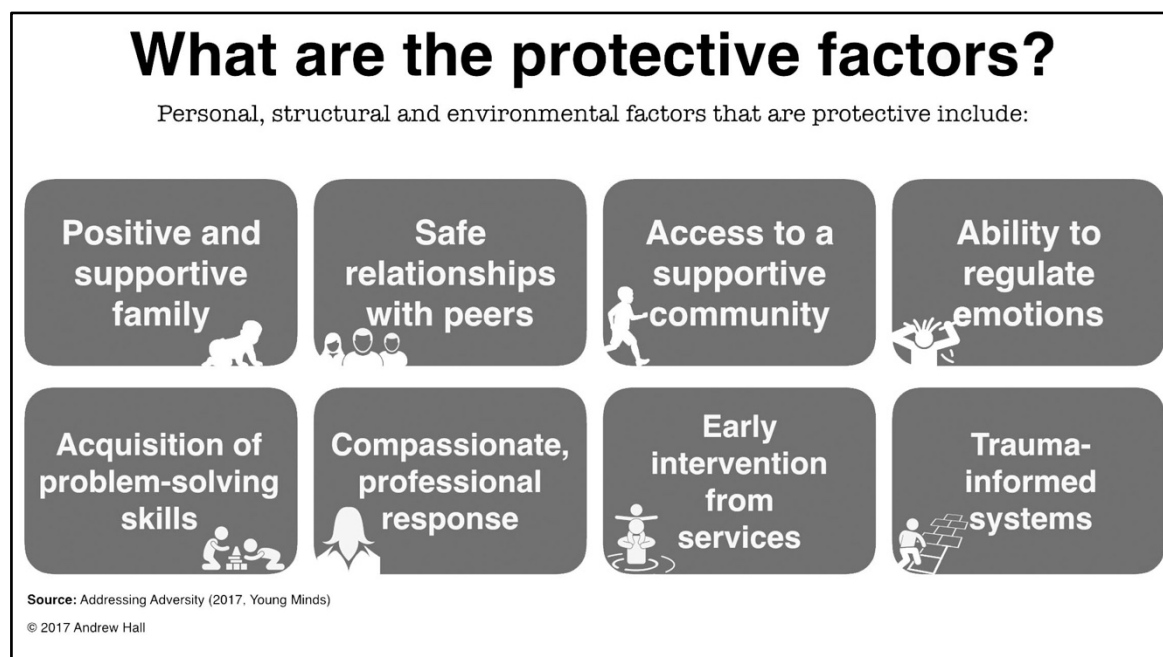 What are the protective factors?
Personal, structural and environmental factors that are protective include:
Positive and
supportive
family
Safe
relationships
with peers
Access to a
supportive
community
Ability to
regulate
emotions
Acquisition of
problem-solving
skills
Compassionate,
professional
response
Early
intervention
from
services
Trauma-
informed
systems
Source: Addressing Adversity (2017, Young Minds)
© 2017 Andrew Hall